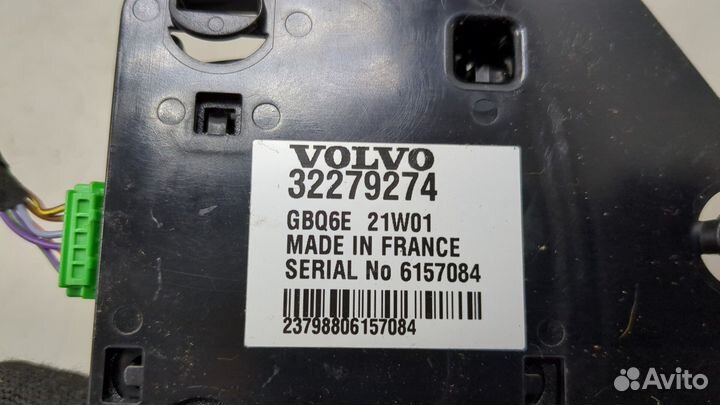 VOLVO
32279274
GBQ6E 21W01
MADE IN FRANCE
SERIAL No 6157084
23798806157084
Avito